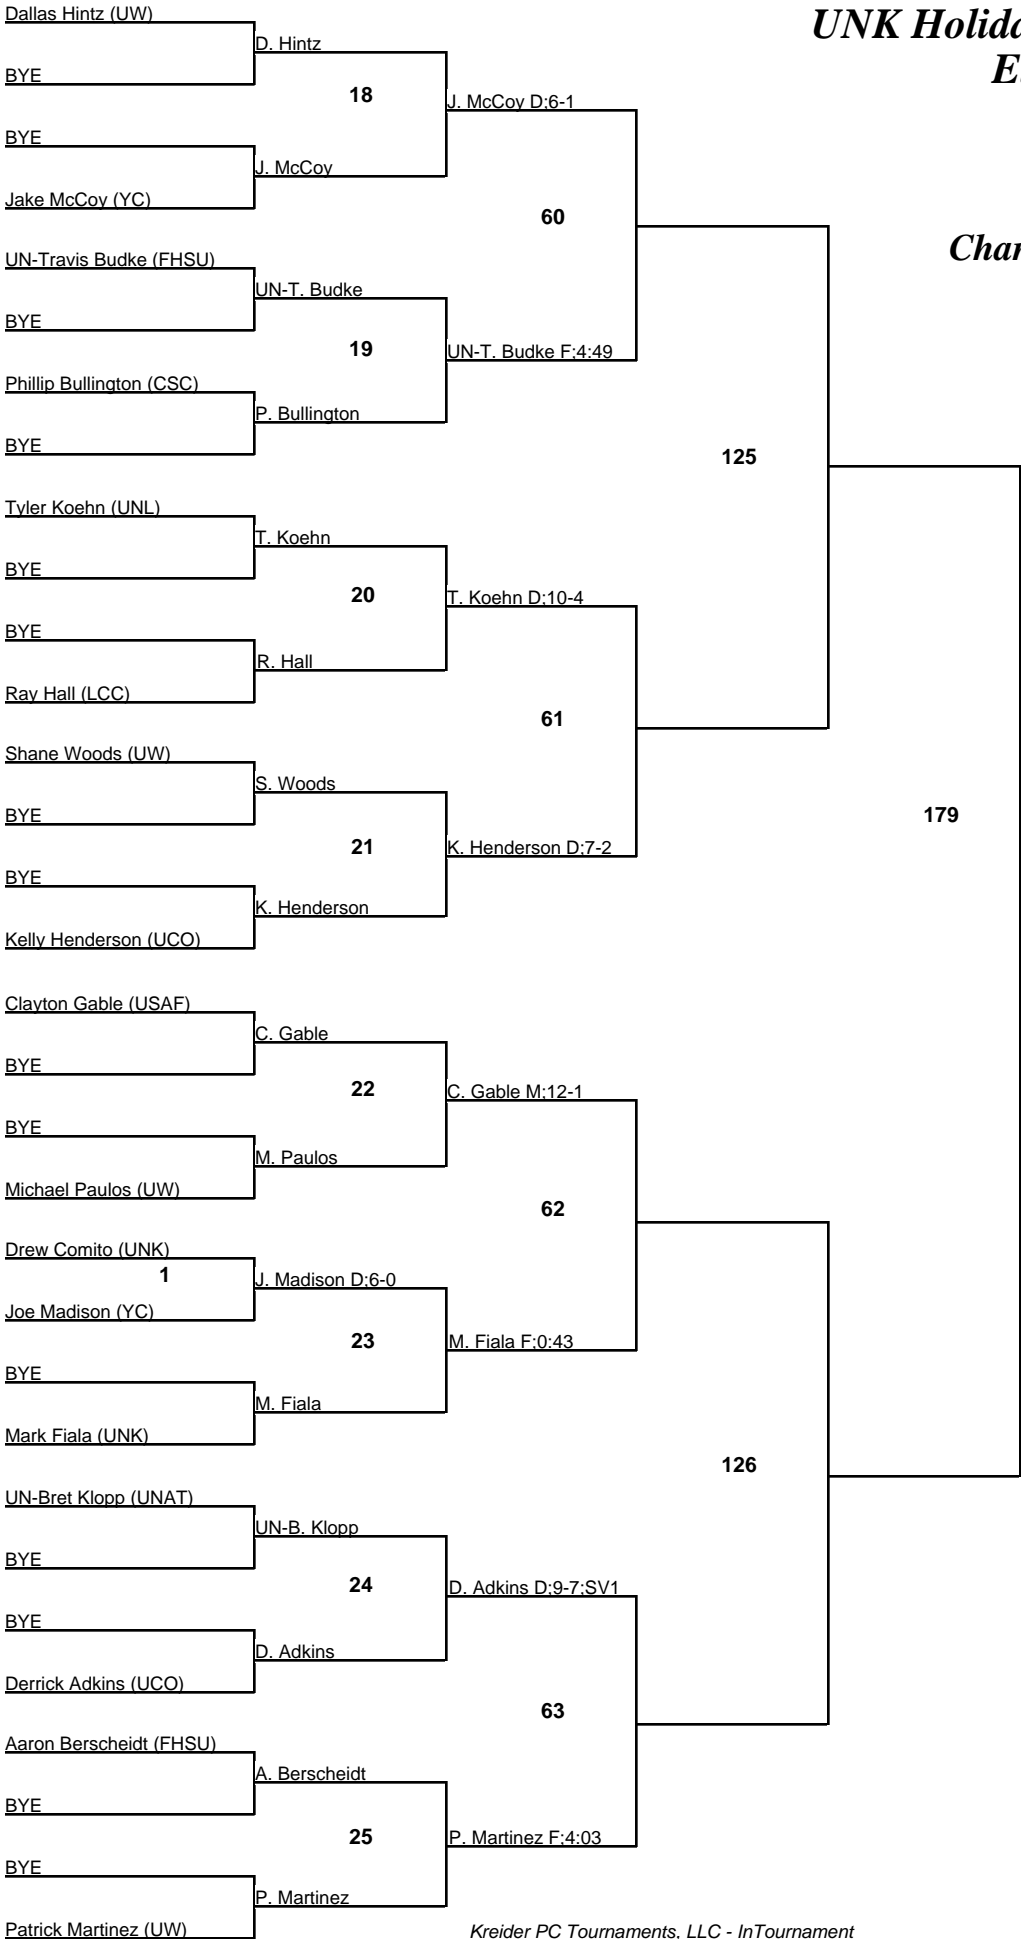 Dallas Hintz (UW)
UNK Holida
D. Hintz
E
BYE
18
J. McCoy D;6-1
BYE
J. McCoy
Jake McCoy (YC)
60
Cha
UN-Travis Budke (FHSU)
UN-T. Budke
BYE
19
UN-T. Budke F;4:49
Phillip Bullington (CSC)
P. Bullington
BYE
125
Tyler Koehn (UNL)
T. Koehn
BYE
20
T. Koehn D;10-4
BYE
R. Hall
Ray Hall (LCC)
61
Shane Woods (UW)
S. Woods
BYE
179
21
K. Henderson D;7-2
BYE
K. Henderson
Kelly Henderson (UCO)
Clayton Gable (USAF)
C. Gable
BYE
22
C. Gable M;12-1
BYE
M. Paulos
Michael Paulos (UW)
62
Drew Comito (UNK)
1
J. Madison D;6-0
Joe Madison (YC)
23
M. Fiala F;0:43
BYE
M. Fiala
Mark Fiala (UNK)
126
UN-Bret Klopp (UNAT)
UN-B. Klopp
BYE
24
D. Adkins D;9-7;SV1
BYE
D. Adkins
Derrick Adkins (UCO)
63
Aaron Berscheidt (FHSU)
A. Berscheidt
BYE
25
P. Martinez F;4:03
BYE
P. Martinez
Patrick Martinez (UW)
Kreider PC Tournaments, LLC - InTournament